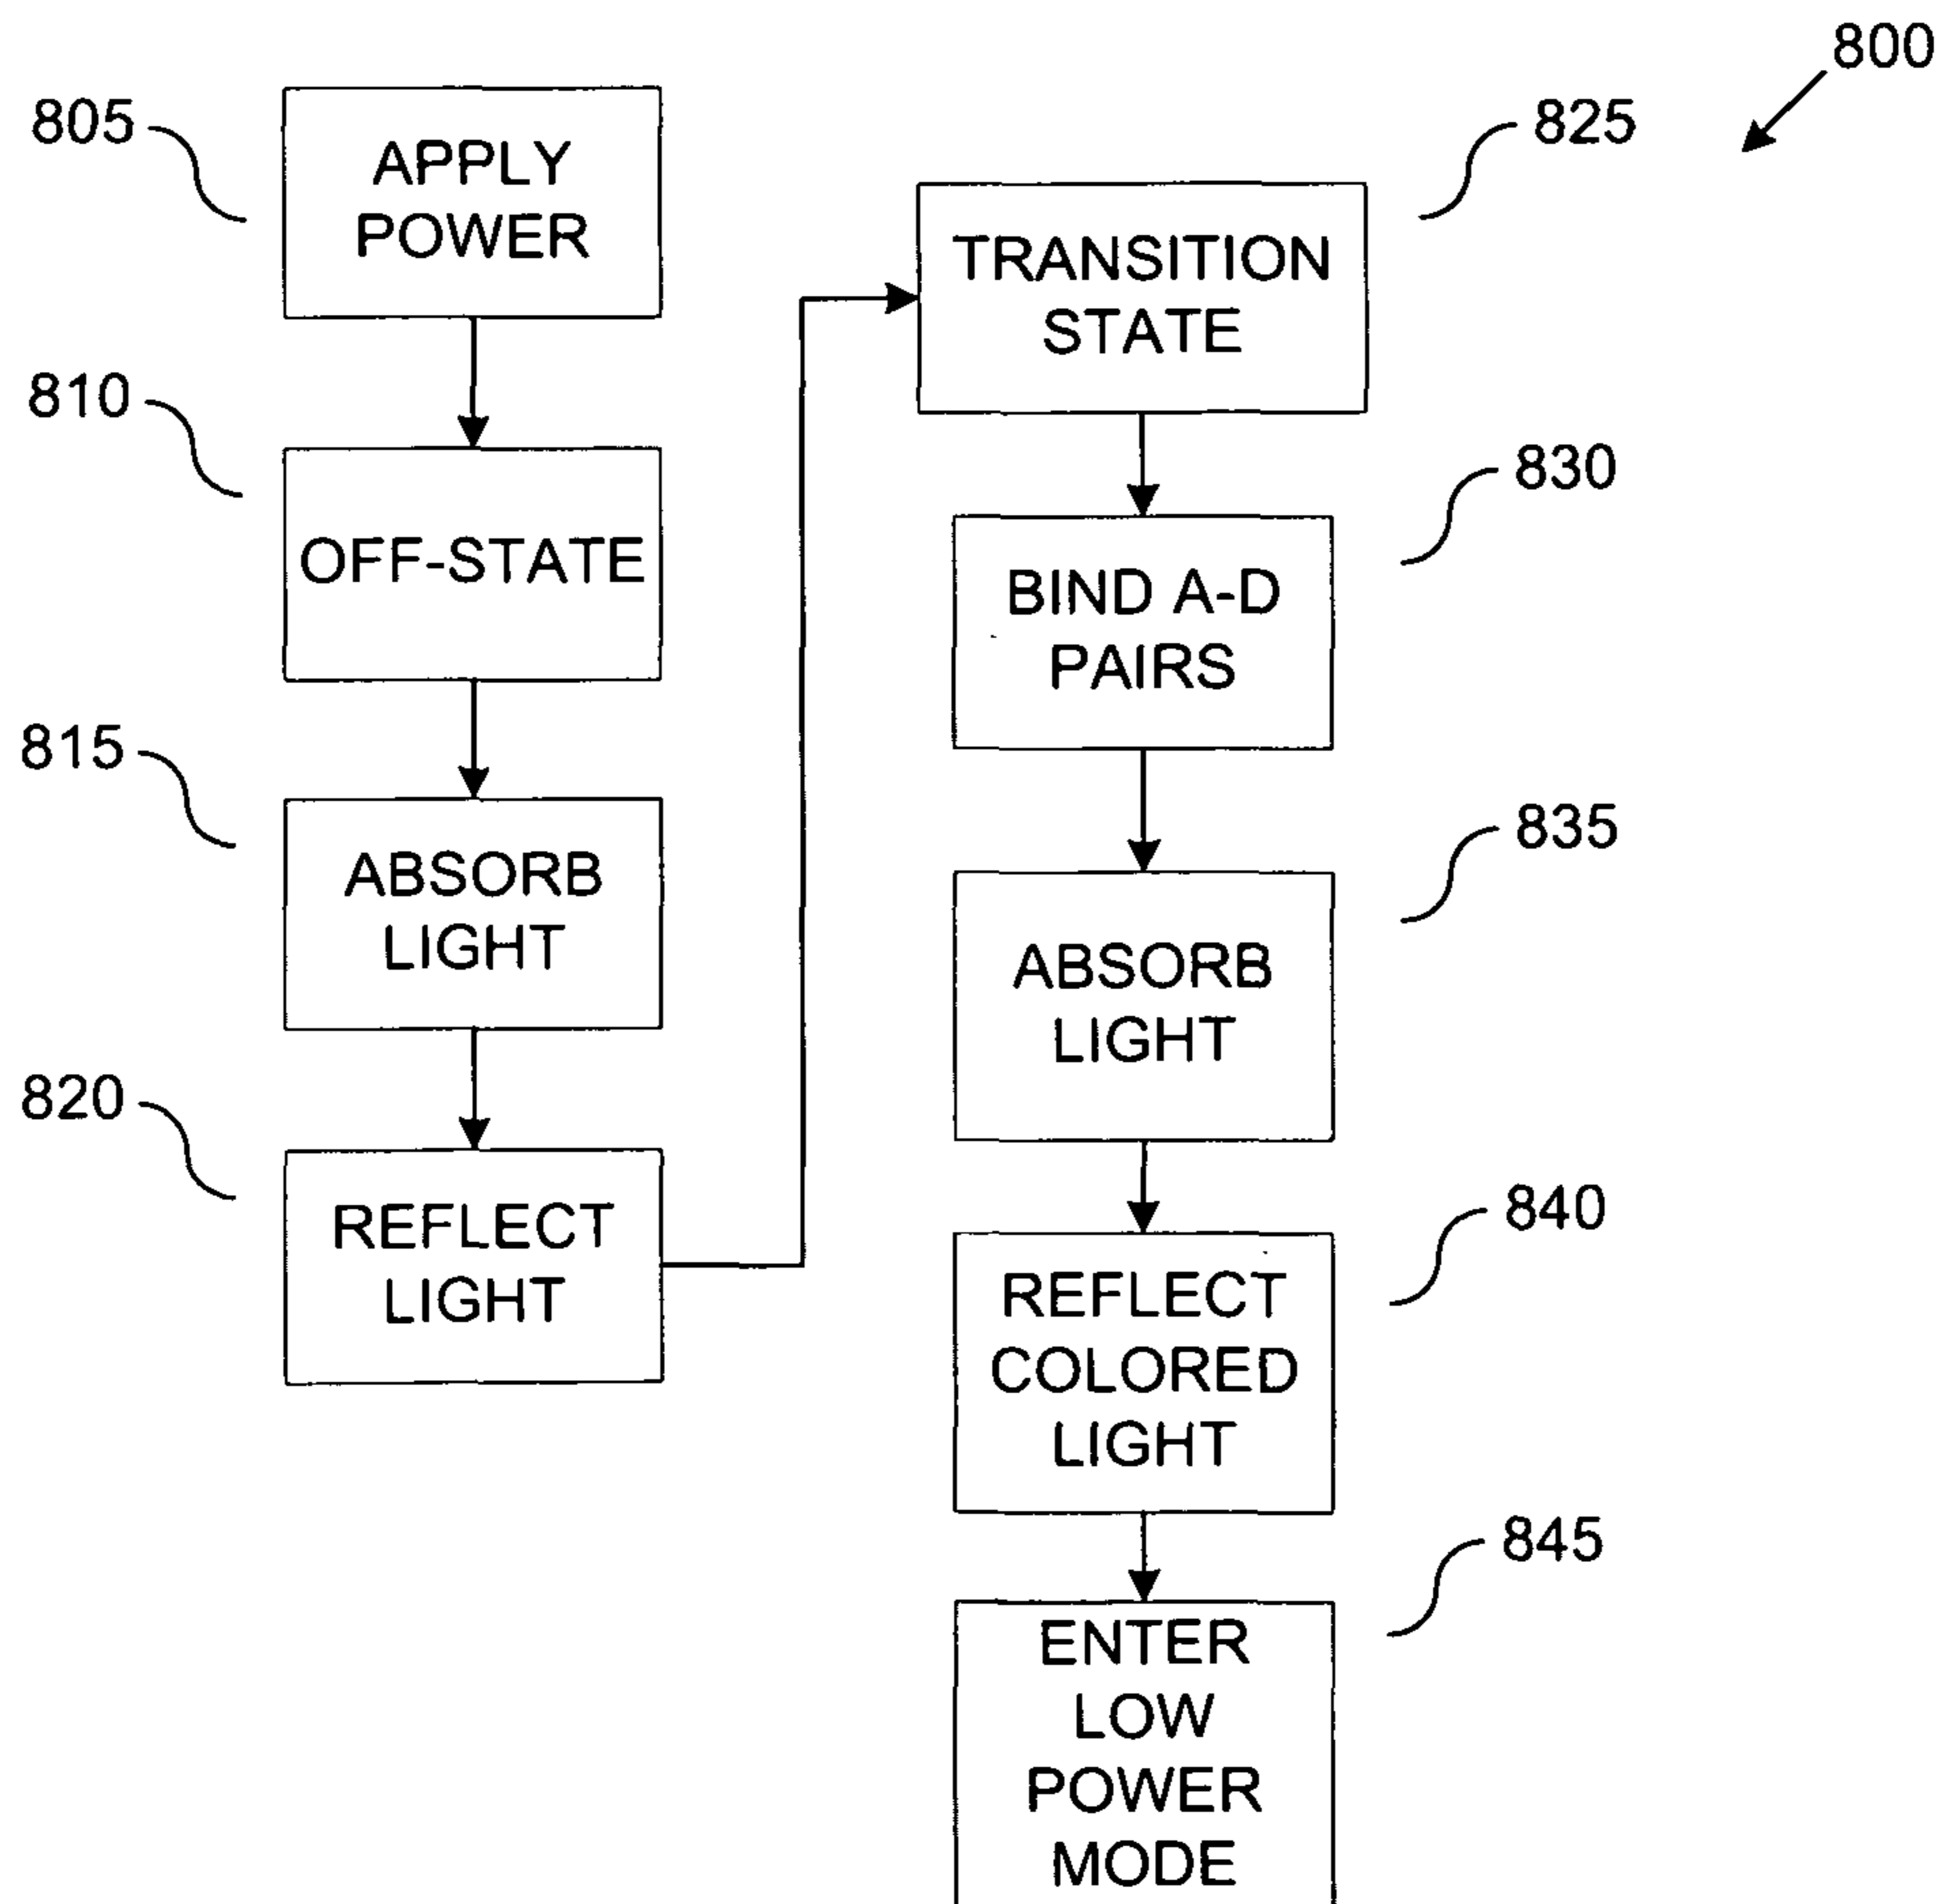 800
805
APPLY
POWER
810
OFF-STATE
815
ABSORB
LIGHT
820
REFLECT
LIGHT
825
TRANSITION
STATE
830
BIND A-D
PAIRS
835
ABSORB
LIGHT
840
REFLECT
COLORED
LIGHT
845
ENTER
LOW
POWER
MODE